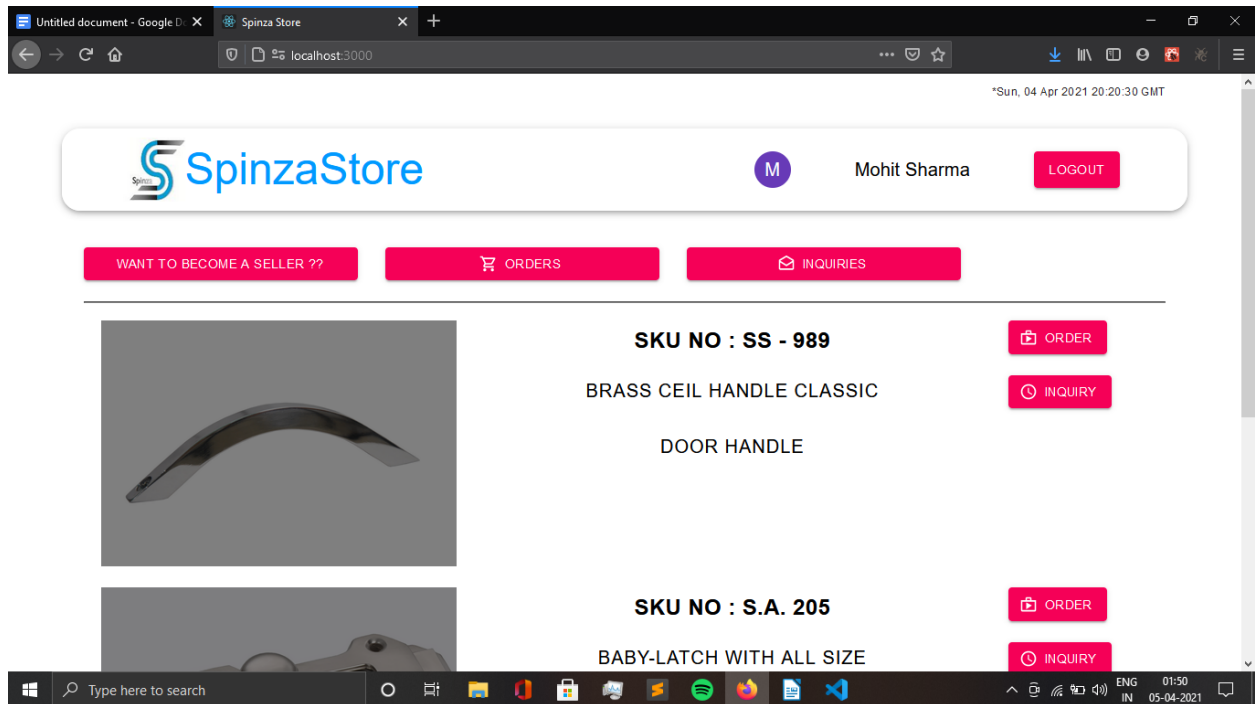 Untitled document - Google Do
Spinza Store
localhost:3000
*Sun, 04 Apr 2021 20:20:30 GMT
Spinza
SpinzaStore
M
Mohit Sharma
LOGOUT
WANT TO BECOME A SELLER ??
ORDERS
INQUIRIES
SKU NO : SS - 989
ORDER
BRASS CEIL HANDLE CLASSIC
INQUIRY
DOOR HANDLE
SKU NO : S.A. 205
ORDER
BABY-LATCH WITH ALL SIZE
INQUIRY
Type here to search
ENG
IN
01:50
05-04-2021